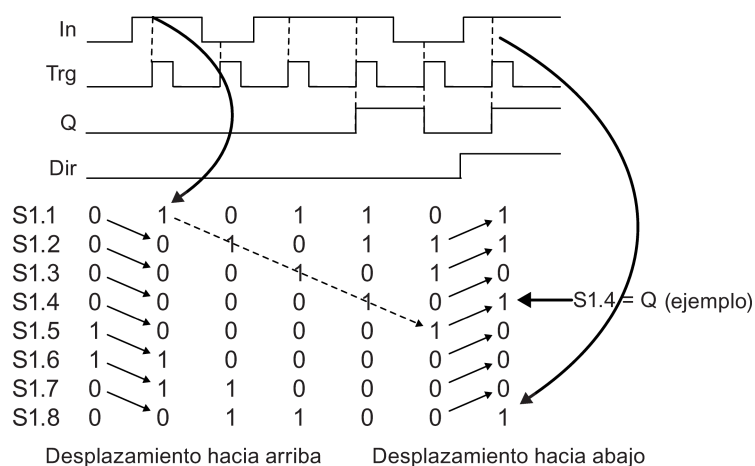 In
Trg
Q
Dir
S1.1 0 1 0 1 1 0 1
S1.2 0 0 1 0 1 1 1
S1.3 0 0 0 1 0 1 0
S1.4 0 0 0 0 1 0 1 S1.4 = Q (ejemplo)
S1.5 1 0 0 0 0 1 0
S1.6 1 1 0 0 0 0 0
S1.7 0 1 1 0 0 0 0
S1.8 0 0 1 1 0 0 1
Desplazamiento hacia arriba Desplazamiento hacia abajo